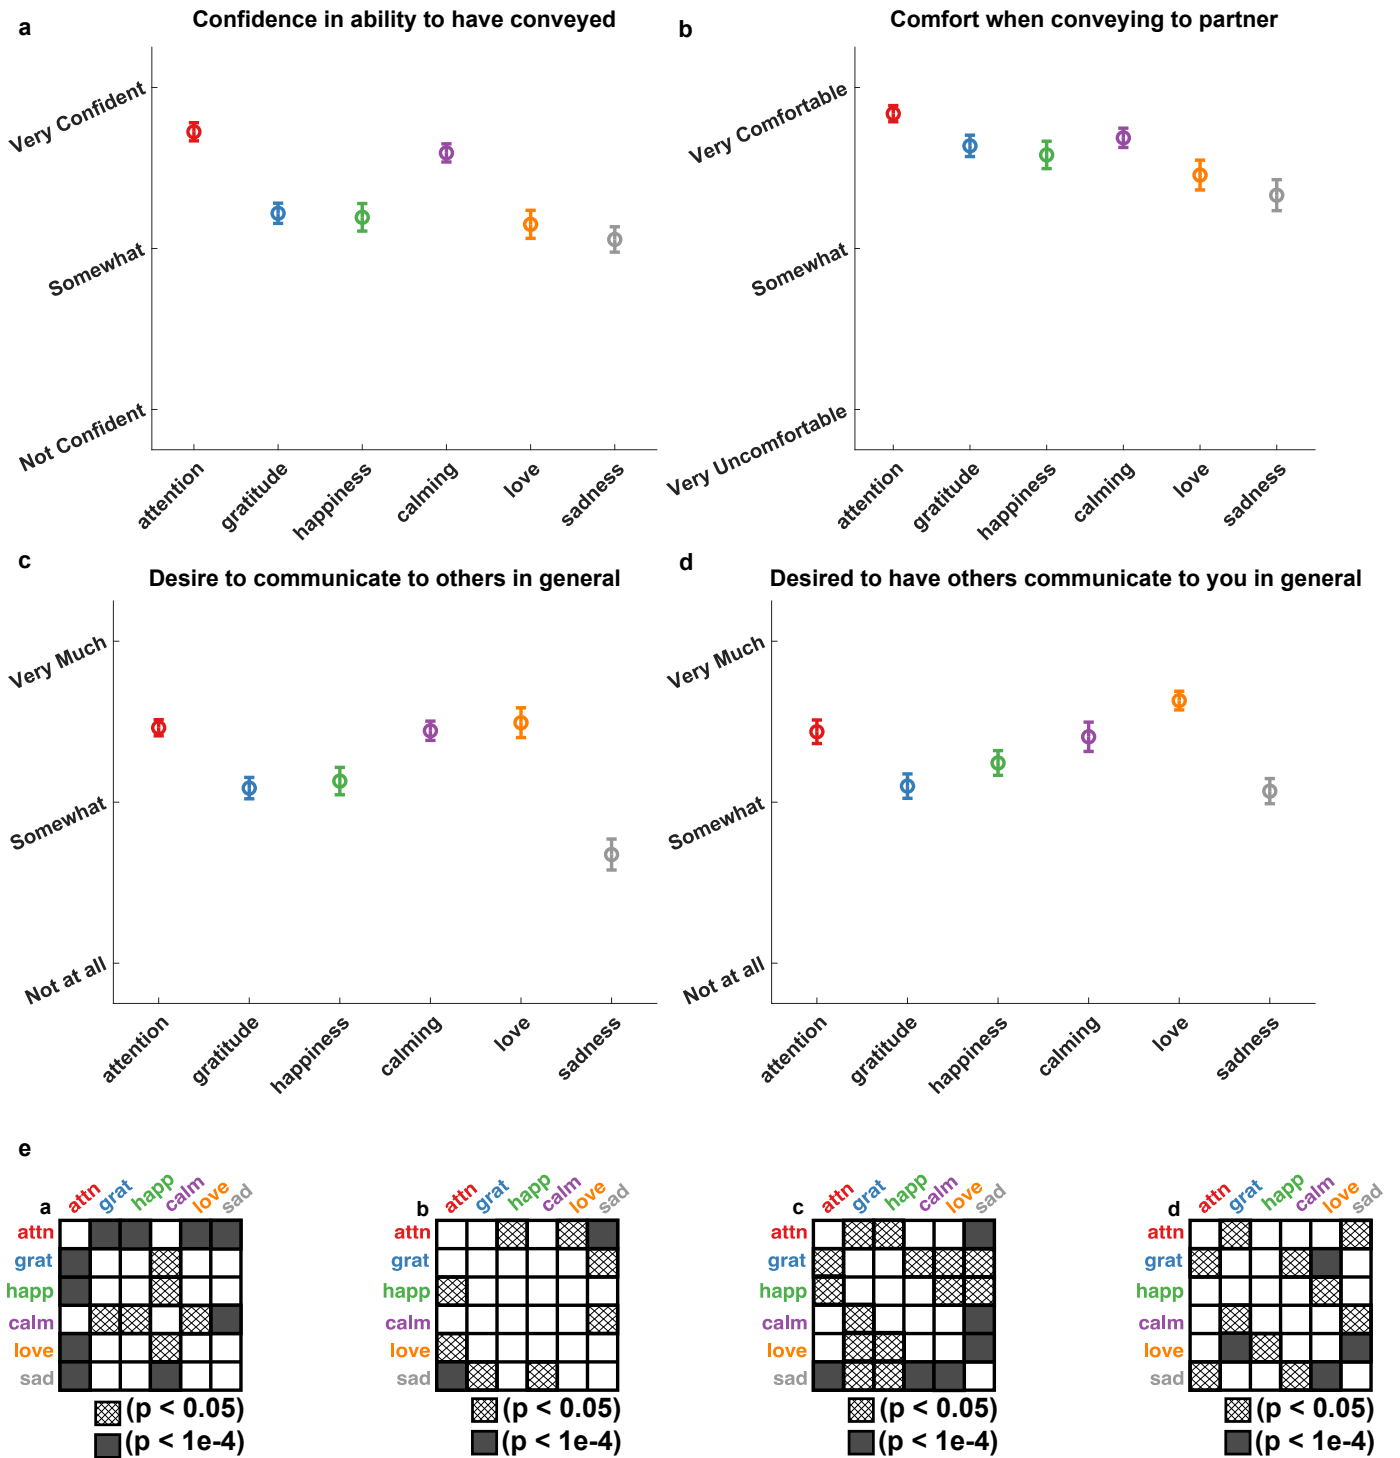 a
Confidence in ability to have conveyed
Very Confident
Somewhat
Not Confident
attention
gratitude
happiness
calming
love
sadness
b
Comfort when conveying to partner
Very Comfortable
Somewhat
Very Uncomfortable
attention
gratitude
happiness
calming
love
sadness
c
Desire to communicate to others in general
Very Much
Somewhat
Not at all
attention
gratitude
happiness
calming
love
sadness
d
Desired to have others communicate to you in general
Very Much
Somewhat
Not at all
attention
gratitude
happiness
calming
love
sadness
e
a
attn grat happ calm love sad
attn
grat
happ
calm
love
sad
(p < 0.05)
(p < 1e-4)
b
attn grat happ calm love sad
attn
grat
happ
calm
love
sad
(p < 0.05)
(p < 1e-4)
c
attn grat happ calm love sad
attn
grat
happ
calm
love
sad
(p < 0.05)
(p < 1e-4)
d
attn grat happ calm love sad
attn
grat
happ
calm
love
sad
(p < 0.05)
(p < 1e-4)